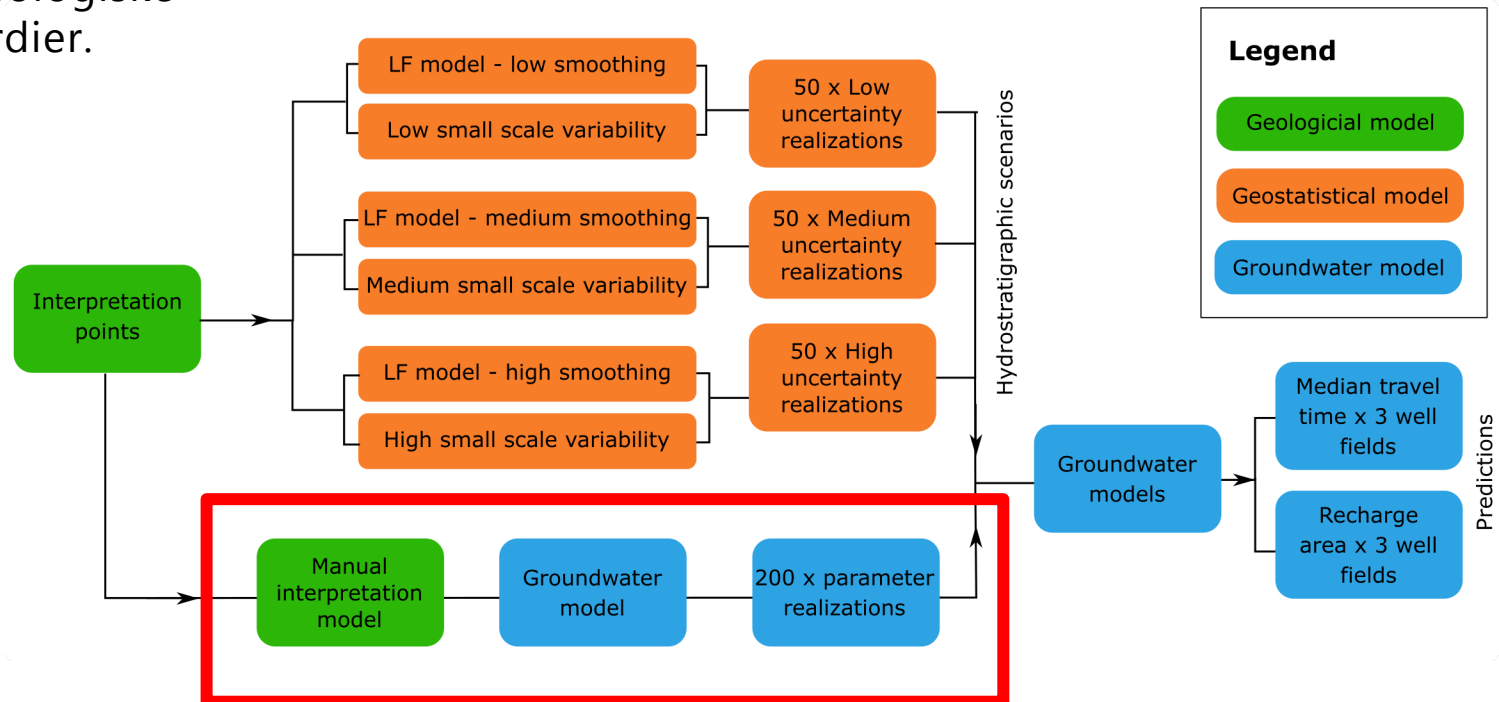 rdier.
LF model - low smoothing
Low small scale variability
50 x Low
uncertainty
realizations
LF model - medium smoothing
Medium small scale variability
50 x Medium
uncertainty
realizations
LF model - high smoothing
High small scale variability
50 x High
uncertainty
realizations
Interpretation
points
Hydrostratigraphic scenarios
Manual
interpretation
model
Groundwater
model
200 x parameter
realizations
Groundwater
models
Median travel
time x 3 well
fields
Recharge
area x 3 well
fields
Predictions
Legend
Geologicial model
Geostatistical model
Groundwater model